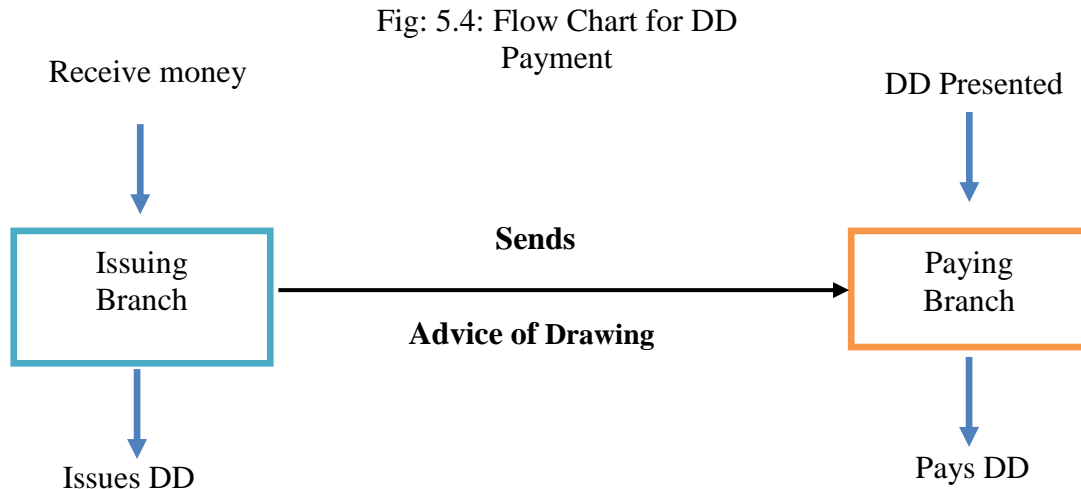 Fig: 5.4: Flow Chart for DD
Payment
Receive money
DD Presented
Issuing
Branch
Sends
Advice of Drawing
Paying
Branch
Issues DD
Pays DD